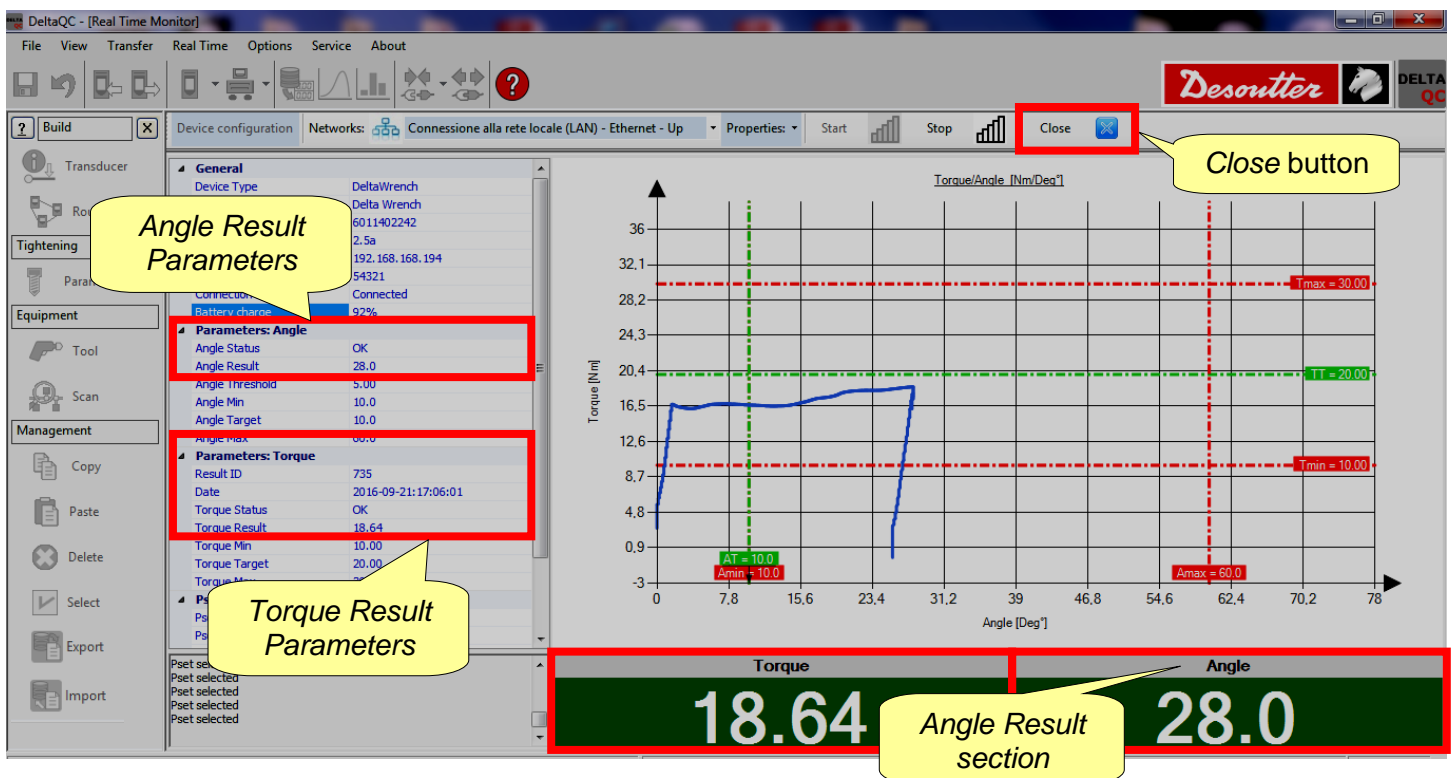 DeltaQC - [Real Time Monitor]
File View Transfer Real Time Options Service About
Desoutter
DELTA
QC
? Build X
Device configuration Networks: Connessione alla rete locale (LAN) - Ethernet - Up Properties: Start Stop Close
Close button
Transducer
Tightening
Equipment
Tool
Scan
Management
Copy
Paste
Delete
Select
Export
Import
General
Device Type DeltaWrench
Delta Wrench
6011402242
2.5a
192.168.168.194
54321
Connected
Battery charge 92%
Angle Result
Parameters
Parameters: Angle
Angle Status OK
Angle Result 28.0
Angle Threshold 5.00
Angle Min 10.0
Angle Target 10.0
Angle Max 60.0
Parameters: Torque
Result ID 735
Date 2016-09-21:17:06:01
Torque Status OK
Torque Result 18.64
Torque Min 10.00
Torque Target 20.00
Torque Result
Parameters
Pset selected
Pset selected
Pset selected
Pset selected
Torque/Angle [Nm/Deg°]
Torque [Nm]
36
32,1
28,2
24,3
20,4
16,5
12,6
8,7
4,8
0,9
-3
Tmax = 30.00
TT = 20.00
Tmin = 10.00
AT = 10.0
Amin = 10.0
Amax = 60.0
0 7,8 15,6 23,4 31,2 39 46,8 54,6 62,4 70,2 78
Angle [Deg°]
Torque Angle
18.64 28.0
Angle Result
section